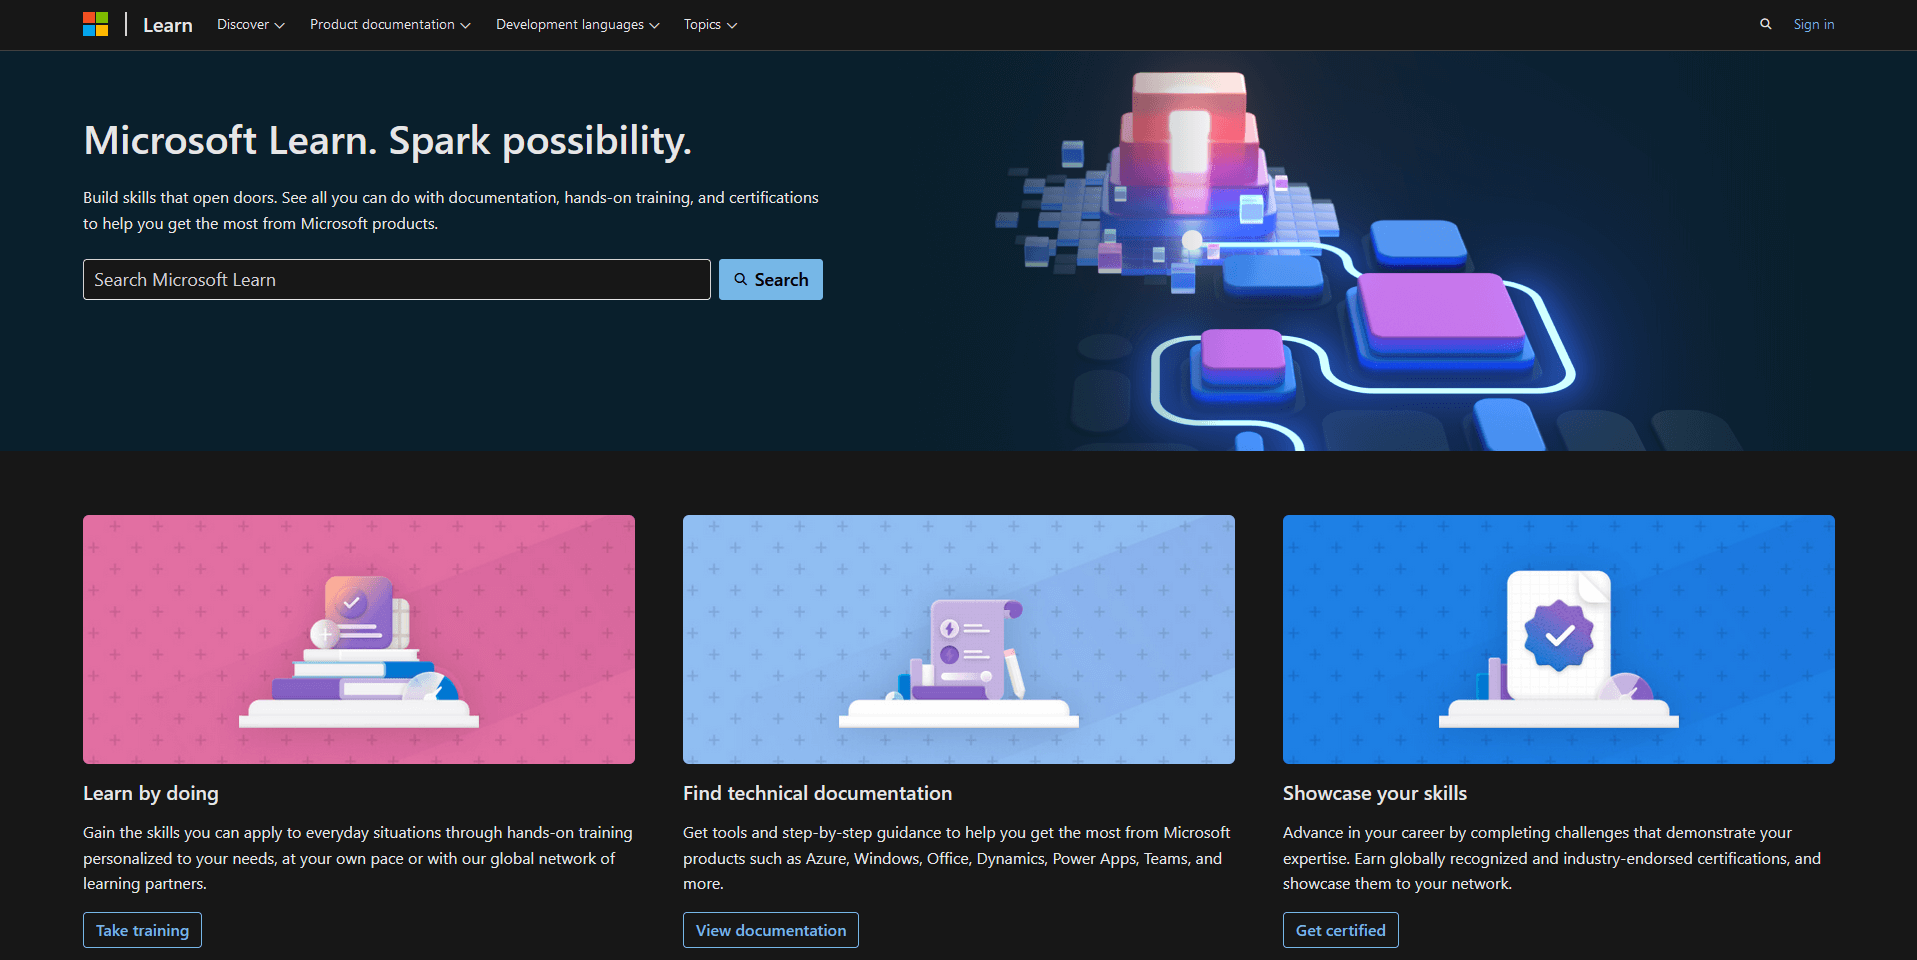 Learn
Discover
Product documentation
Development languages
Topics
Sign in
Microsoft Learn. Spark possibility.
Build skills that open doors. See all you can do with documentation, hands-on training, and certifications
to help you get the most from Microsoft products.
Search Microsoft Learn
Search
Learn by doing
Gain the skills you can apply to everyday situations through hands-on training
personalized to your needs, at your own pace or with our global network of
learning partners.
Take training
Find technical documentation
Get tools and step-by-step guidance to help you get the most from Microsoft
products such as Azure, Windows, Office, Dynamics, Power Apps, Teams, and
more.
View documentation
Showcase your skills
Advance in your career by completing challenges that demonstrate your
expertise. Earn globally recognized and industry-endorsed certifications, and
showcase them to your network.
Get certified